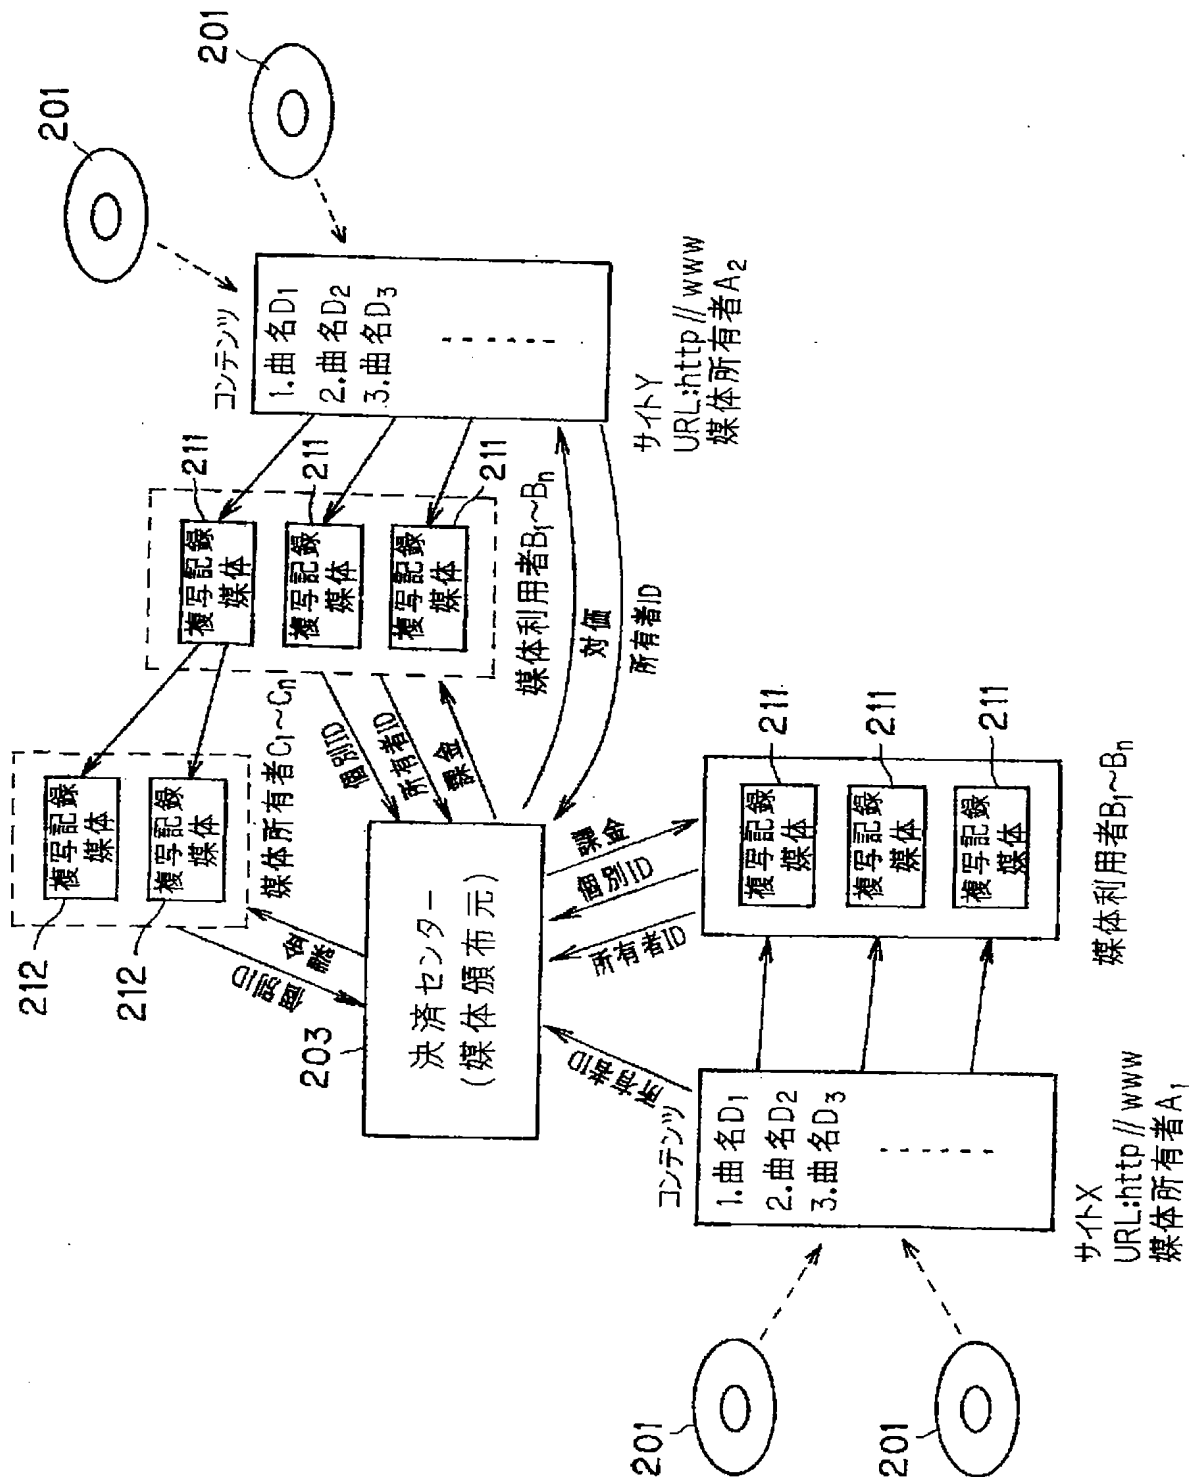 201
201
コンテンツ
1.曲名D1
2.曲名D2
3.曲名D3
サイトY
URL:http//www
媒体所有者A2
211
211
211
複写記録
媒体
複写記録
媒体
複写記録
媒体
媒体利用者B1~Bn
対価
所有者ID
複写記録
媒体
複写記録
媒体
媒体所有者C1~Cn
212
212
個別ID
所有者ID
課金
課金
個別ID
203
決済センター
(媒体頒布元)
課金
個別ID
所有者ID
所有者ID
211
211
211
複写記録
媒体
複写記録
媒体
複写記録
媒体
媒体利用者B1~Bn
コンテンツ
1.曲名D1
2.曲名D2
3.曲名D3
サイトX
URL:http//www
媒体所有者A1
201
201